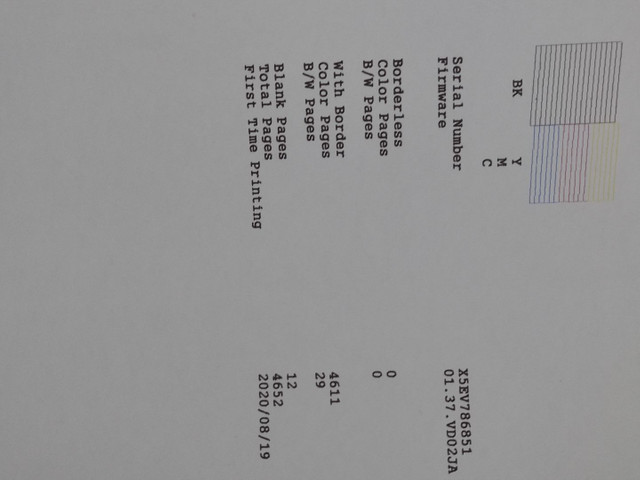 BK
Y
M
C
Serial Number X5EV786851
Firmware 01.37.VD02JA
Borderless
Color Pages 0
B/W Pages 0
With Border
Color Pages 4611
B/W Pages 29
Blank Pages 12
Total Pages 4652
First Time Printing 2020/08/19